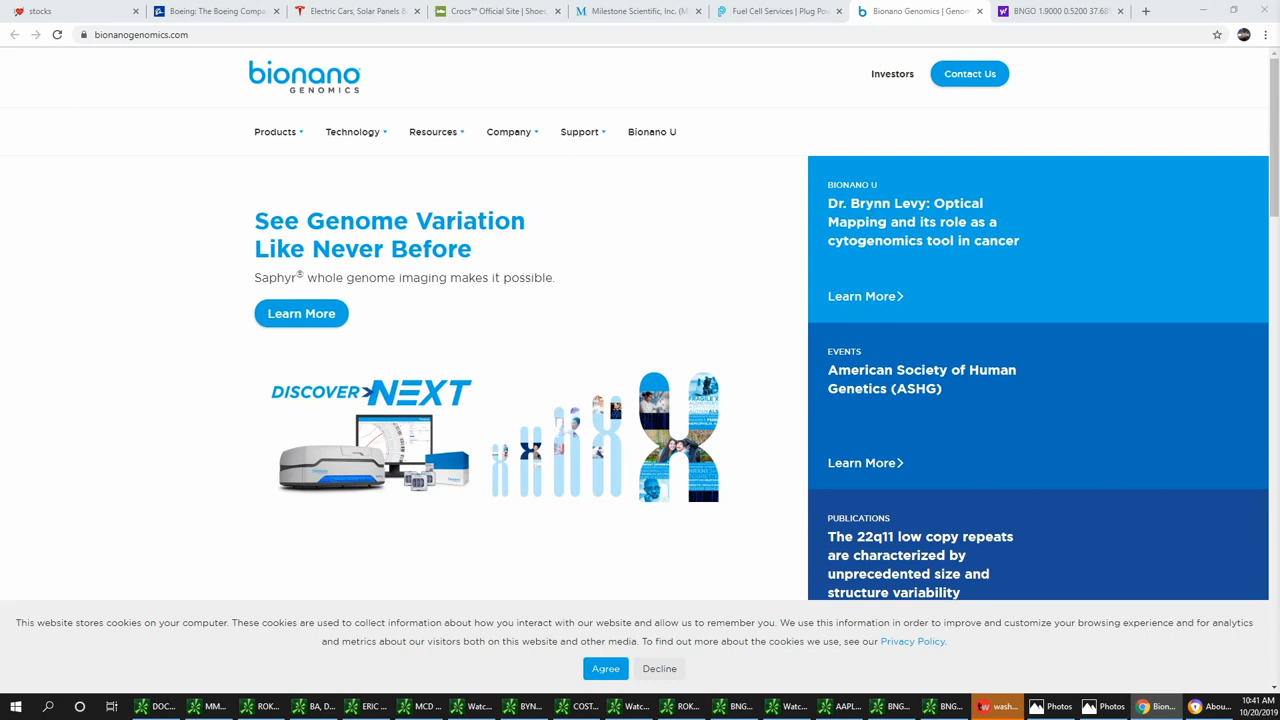 stocks
Boeing: The Boeing Compa
Electric Cars, Solar Panels &
Crocs™ Official Site | Shoes,
Milestone Scientific, Inc. (M
Fuel Cell Services | Plug Pow
Bionano Genomics | Genom
BNGO 1.9000 0.5200 37.68%
bionanogenomics.com
bionano
GENOMICS
Investors
Contact Us
Products
Technology
Resources
Company
Support
Bionano U
See Genome Variation
Like Never Before
Saphyr® whole genome imaging makes it possible.
Learn More
DISCOVER NEXT
BIONANO U
Dr. Brynn Levy: Optical
Mapping and its role as a
cytogenomics tool in cancer
Learn More
EVENTS
American Society of Human
Genetics (ASHG)
Learn More
PUBLICATIONS
The 22q11 low copy repeats
are characterized by
unprecedented size and
structure variability
This website stores cookies on your computer. These cookies are used to collect information about how you interact with our website and allow us to remember you. We use this information in order to improve and customize your browsing experience and for analytics
and metrics about our visitors both on this website and other media. To find out more about the cookies we use, see our Privacy Policy.
Agree
Decline
DOC...
MM...
ROK...
BA, D...
ERIC ...
MCD ...
Watc...
BYN...
COST...
Watc...
ROK...
BNG...
Watc...
AAPL...
BNG...
BNG...
wash...
Photos
Photos
Bion...
Abou...
10:41 AM
10/20/2019